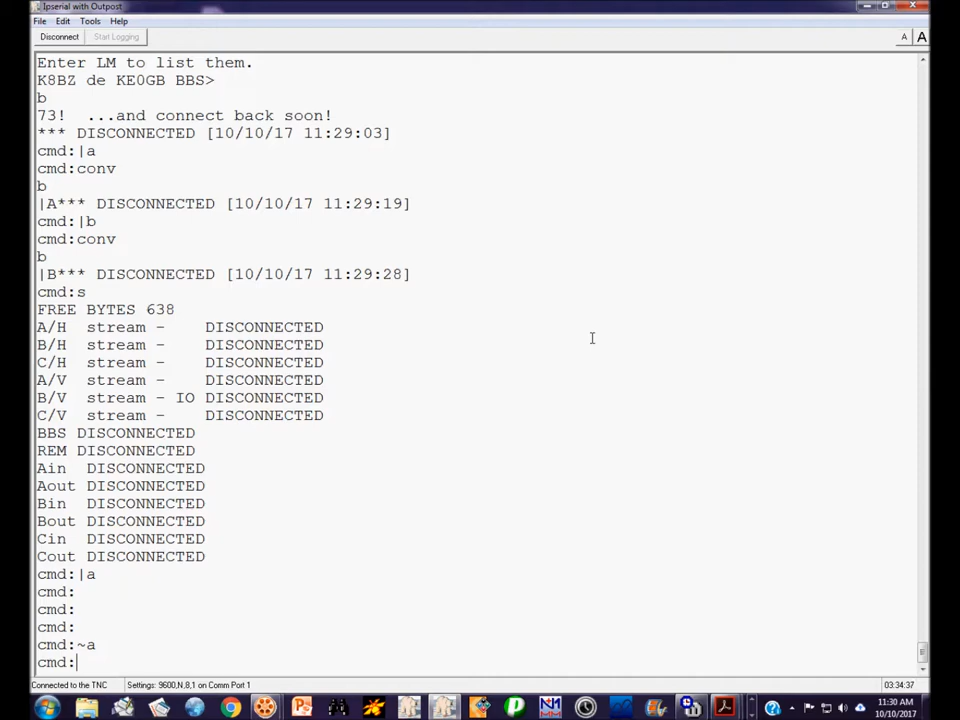 Ipserial with Outpost
File Edit Tools Help
Disconnect Start Logging A A
Enter LM to list them.
K8BZ de KE0GB BBS>
b
73!  ...and connect back soon!
*** DISCONNECTED [10/10/17 11:29:03]
cmd:|a
cmd:conv
b
|A*** DISCONNECTED [10/10/17 11:29:19]
cmd:|b
cmd:conv
b
|B*** DISCONNECTED [10/10/17 11:29:28]
cmd:s
FREE BYTES 638
A/H  stream -    DISCONNECTED
B/H  stream -    DISCONNECTED
C/H  stream -    DISCONNECTED
A/V  stream -    DISCONNECTED
B/V  stream - IO DISCONNECTED
C/V  stream -    DISCONNECTED
BBS DISCONNECTED
REM DISCONNECTED
Ain  DISCONNECTED
Aout DISCONNECTED
Bin  DISCONNECTED
Bout DISCONNECTED
Cin  DISCONNECTED
Cout DISCONNECTED
cmd:|a
cmd:
cmd:
cmd:
cmd:~a
cmd:
Connected to the TNC Settings: 9600,N,8,1 on Comm Port 1 03:34:37
11:30 AM
10/10/2017